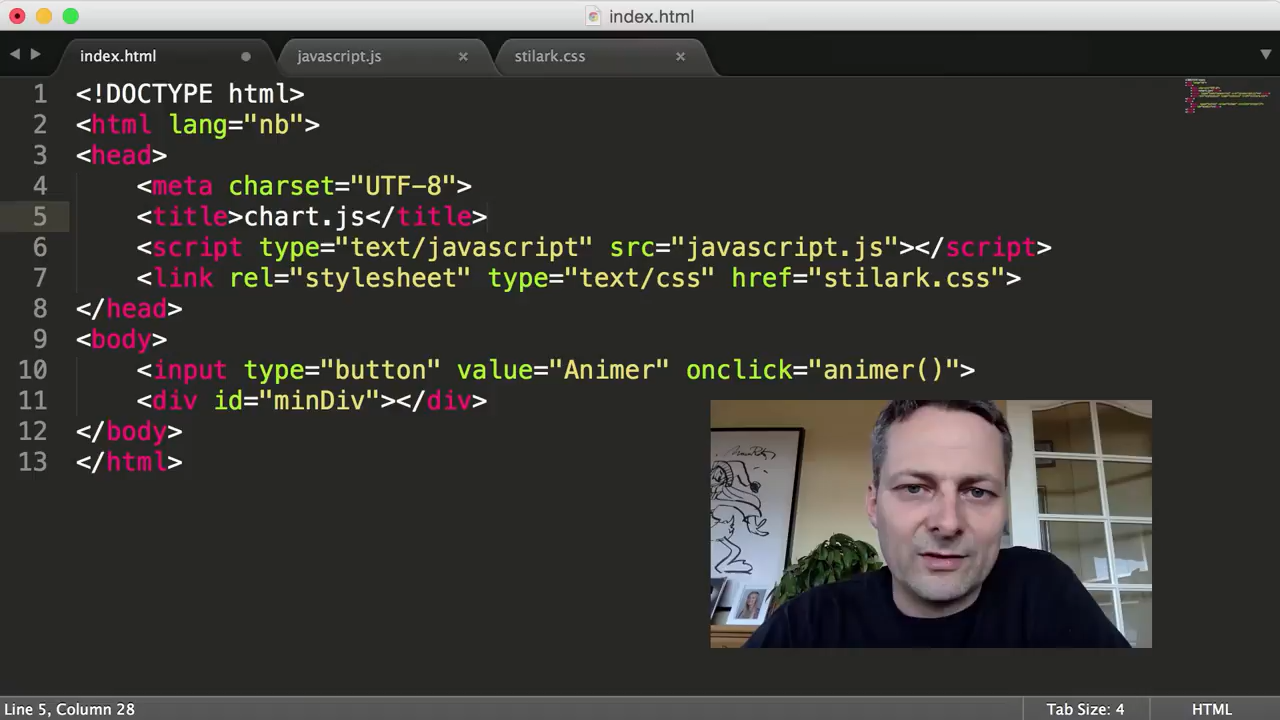 index.html
index.html
javascript.js
stilark.css
1 <!DOCTYPE html>
2 <html lang="nb">
3 <head>
4 <meta charset="UTF-8">
5 <title>chart.js</title>
6 <script type="text/javascript" src="javascript.js"></script>
7 <link rel="stylesheet" type="text/css" href="stilark.css">
8 </head>
9 <body>
10 <input type="button" value="Animer" onclick="animer()">
11 <div id="minDiv"></div>
12 </body>
13 </html>
Line 5, Column 28
Tab Size: 4
HTML